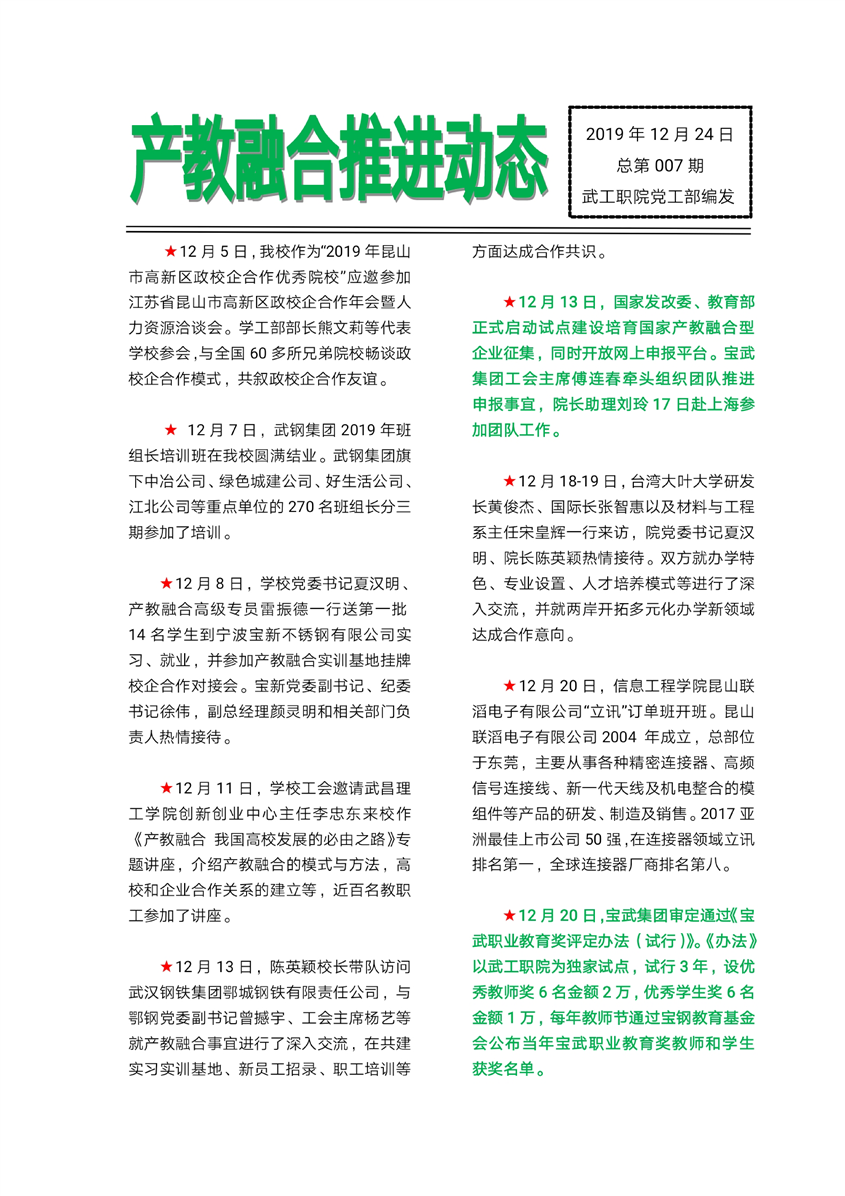 产教融合推进动态
2019 年 12 月 24 日
总第 007 期
武工职院党工部编发
★12 月 5 日，我校作为“2019 年昆山
市高新区政校企合作优秀院校”应邀参加
江苏省昆山市高新区政校企合作年会暨人
力资源洽谈会。学工部部长熊文莉等代表
学校参会，与全国 60 多所兄弟院校畅谈政
校企合作模式，共叙政校企合作友谊。
★ 12 月 7 日，武钢集团 2019 年班
组长培训班在我校圆满结业。武钢集团旗
下中冶公司、绿色城建公司、好生活公司、
江北公司等重点单位的 270 名班组长分三
期参加了培训。
★12 月 8 日，学校党委书记夏汉明、
产教融合高级专员雷振德一行送第一批
14 名学生到宁波宝新不锈钢有限公司实
习、就业，并参加产教融合实训基地挂牌
校企合作对接会。宝新党委副书记、纪委
书记徐伟，副总经理颜灵明和相关部门负
责人热情接待。
★12 月 11 日，学校工会邀请武昌理
工学院创新创业中心主任李忠东来校作
《产教融合 我国高校发展的必由之路》专
题讲座，介绍产教融合的模式与方法，高
校和企业合作关系的建立等，近百名教职
工参加了讲座。
★12 月 13 日，陈英颖校长带队访问
武汉钢铁集团鄂城钢铁有限责任公司，与
鄂钢党委副书记曾撼宇、工会主席杨艺等
就产教融合事宜进行了深入交流，在共建
实习实训基地、新员工招录、职工培训等
方面达成合作共识。
★12 月 13 日，国家发改委、教育部
正式启动试点建设培育国家产教融合型
企业征集，同时开放网上申报平台。宝武
集团工会主席傅连春牵头组织团队推进
申报事宜，院长助理刘玲 17 日赴上海参
加团队工作。
★12 月 18-19 日，台湾大叶大学研发
长黄俊杰、国际长张智惠以及材料与工程
系主任宋皇辉一行来访，院党委书记夏汉
明、院长陈英颖热情接待。双方就办学特
色、专业设置、人才培养模式等进行了深
入交流，并就两岸开拓多元化办学新领域
达成合作意向。
★12 月 20 日，信息工程学院昆山联
滔电子有限公司“立讯”订单班开班。昆山
联滔电子有限公司 2004 年成立，总部位
于东莞，主要从事各种精密连接器、高频
信号连接线、新一代天线及机电整合的模
组件等产品的研发、制造及销售。2017 亚
洲最佳上市公司 50 强，在连接器领域立讯
排名第一，全球连接器厂商排名第八。
★12 月 20 日，宝武集团审定通过《宝
武职业教育奖评定办法（试行）》。《办法》
以武工职院为独家试点，试行 3 年，设优
秀教师奖 6 名金额 2 万，优秀学生奖 6 名
金额 1 万，每年教师节通过宝钢教育基金
会公布当年宝武职业教育奖教师和学生
获奖名单。